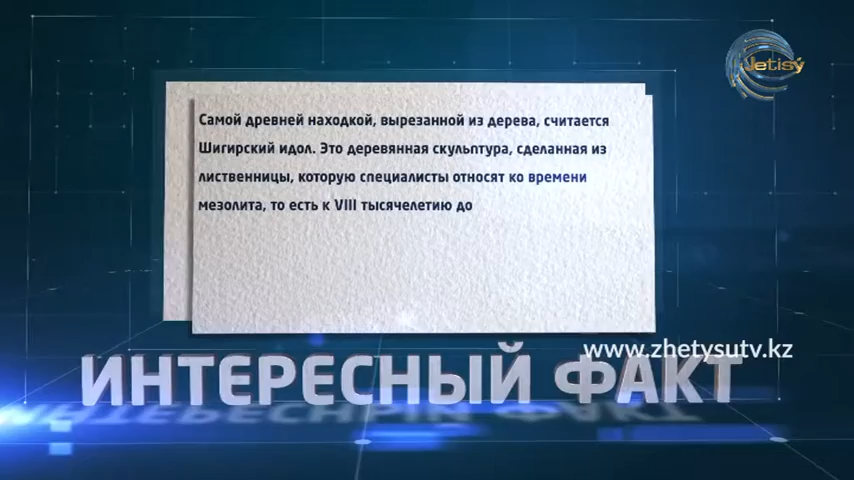 Jetisý
Самой древней находкой, вырезанной из дерева, считается
Шигирский идол. Это деревянная скульптура, сделанная из
лиственницы, которую специалисты относят ко времени
мезолита, то есть к VIII тысячелетию до
www.zhetysutv.kz
ИНТЕРЕСНЫЙ ФАКТ